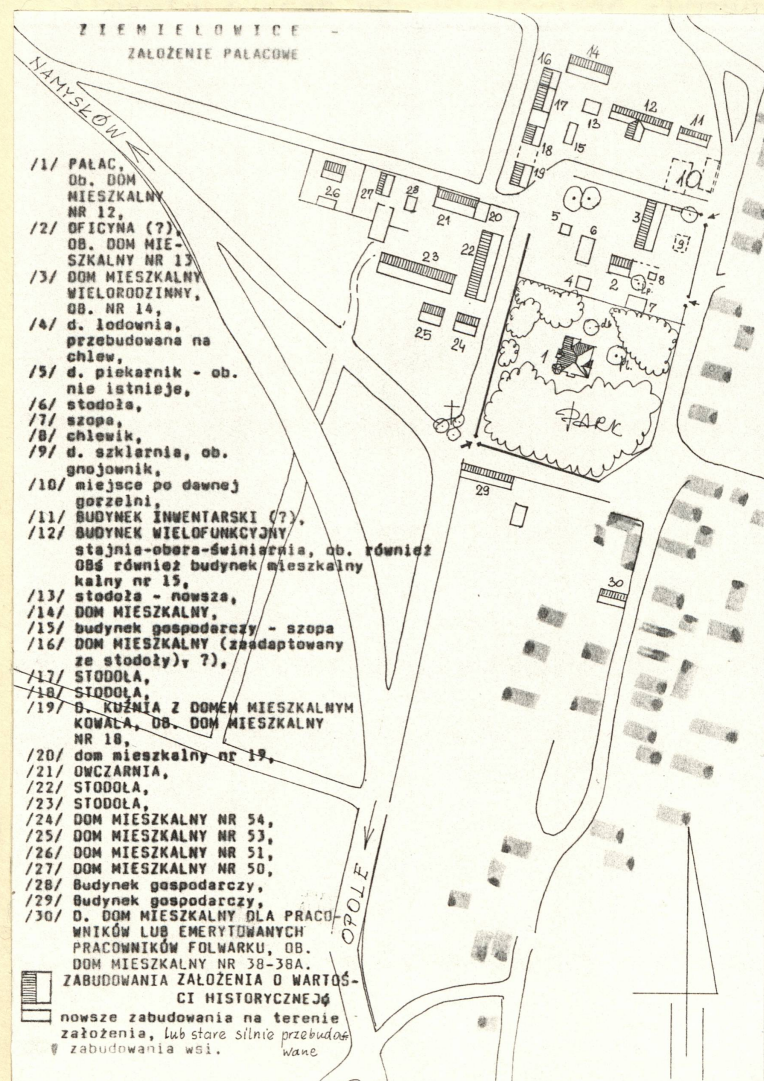 ZIEMIEŁOWICE -
ZAŁOŻENIE PAŁACOWE
NAMYSKÓW
/1/ PAŁAC,
Ob. DOM
MIESZKALNY
NR 12,
/2/ OFICYNA (?),
OB. DOM MIE-
SZKALNY NR 13
/3/ DOM MIESZKALNY
WIELORODZINNY,
OB. NR 14,
/4/ d. lodownia,
przebudowana na
chlew,
/5/ d. piekarnik - ob.
nie istnieje,
/6/ stodoła,
/7/ szopa,
/8/ chlewik,
/9/ d. szklarnia, ob.
gnojownik,
/10/ miejsce po dawnej
gorzelni,
/11/ BUDYNEK INWENTARSKI (?),
/12/ BUDYNEK WIELOFUNKCYJNY
stajnia-obora-świniarnia, ob. również
OBś również budynek mieszkalny
kalny nr 15,
/13/ stodoła - nowsza,
/14/ DOM MIESZKALNY,
/15/ budynek gospodarczy - szopa
/16/ DOM MIESZKALNY (zaadaptowany
ze stodoły), ?),
/17/ STODOŁA,
/18/ STODOŁA,
/19/ D. KUŹNIA Z DOMEM MIESZKALNYM
KOWALA, OB. DOM MIESZKALNY
NR 18,
/20/ dom mieszkalny nr 19,
/21/ OWCZARNIA,
/22/ STODOŁA,
/23/ STODOŁA,
/24/ DOM MIESZKALNY NR 54,
/25/ DOM MIESZKALNY NR 53,
/26/ DOM MIESZKALNY NR 51,
/27/ DOM MIESZKALNY NR 50,
/28/ Budynek gospodarczy,
/29/ Budynek gospodarczy,
/30/ D. DOM MIESZKALNY DLA PRACO-
WNIKÓW LUB EMERYTOWANYCH
PRACOWNIKÓW FOLWARKU, OB.
DOM MIESZKALNY NR 38-38A.
ZABUDOWANIA ZAŁOŻENIA O WARTOŚ-
CI HISTORYCZNEJ
nowsze zabudowania na terenie
założenia, lub stare silnie przebudo-
wane
zabudowania wsi.
16
14
17
13
12
11
15
18
19
10
26
27
28
21
20
5
6
3
9
23
22
4
2
8
7
25
24
1
PARK
29
30
OPOLE